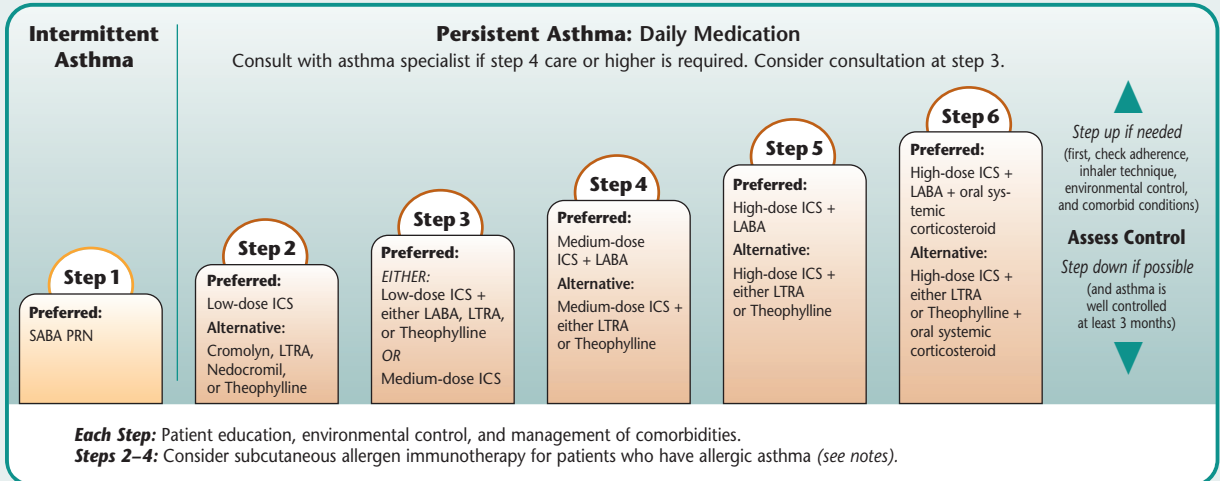 Intermittent
Asthma
Persistent Asthma: Daily Medication
Consult with asthma specialist if step 4 care or higher is required. Consider consultation at step 3.
Step 1
Preferred:
SABA PRN
Step 2
Preferred:
Low-dose ICS
Alternative:
Cromolyn, LTRA,
Nedocromil,
or Theophylline
Step 3
Preferred:
EITHER:
Low-dose ICS +
either LABA, LTRA,
or Theophylline
OR
Medium-dose ICS
Step 4
Preferred:
Medium-dose
ICS + LABA
Alternative:
Medium-dose ICS +
either LTRA
or Theophylline
Step 5
Preferred:
High-dose ICS +
LABA
Alternative:
High-dose ICS +
either LTRA
or Theophylline
Step 6
Preferred:
High-dose ICS +
LABA + oral sys-
temic
corticosteroid
Alternative:
High-dose ICS +
either LTRA
or Theophylline +
oral systemic
corticosteroid
Step up if needed
(first, check adherence,
inhaler technique,
environmental control,
and comorbid conditions)
Assess Control
Step down if possible
(and asthma is
well controlled
at least 3 months)
Each Step: Patient education, environmental control, and management of comorbidities.
Steps 2–4: Consider subcutaneous allergen immunotherapy for patients who have allergic asthma (see notes).